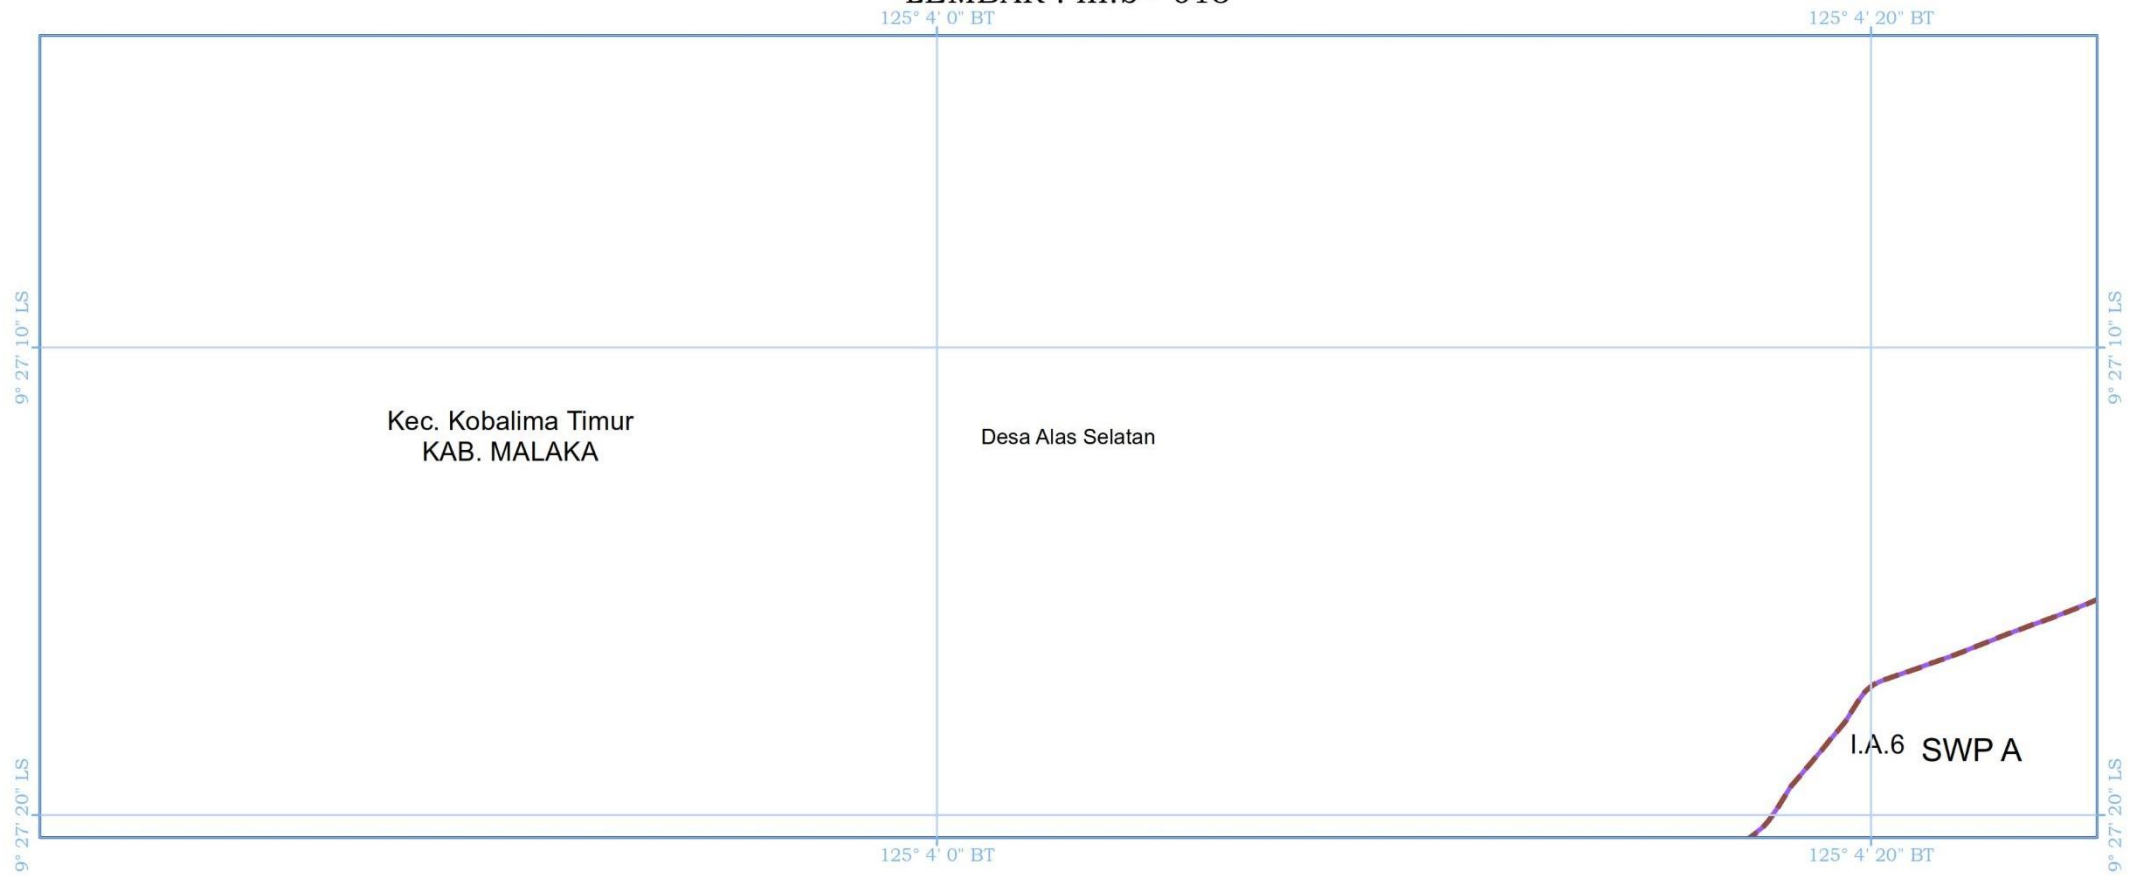 125° 4' 0" BT
125° 4' 20" BT
9° 27' 10" LS
9° 27' 10" LS
Kec. Kobalima Timur
KAB. MALAKA
Desa Alas Selatan
I.A.6 SWP A
9° 27' 20" LS
9° 27' 20" LS
125° 4' 0" BT
125° 4' 20" BT